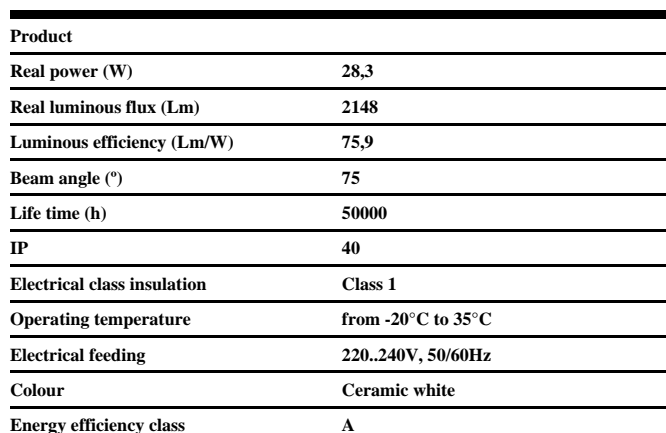 Product
Real power (W) 28,3
Real luminous flux (Lm) 2148
Luminous efficiency (Lm/W) 75,9
Beam angle (º) 75
Life time (h) 50000
IP 40
Electrical class insulation Class 1
Operating temperature from -20°C to 35°C
Electrical feeding 220..240V, 50/60Hz
Colour Ceramic white
Energy efficiency class A